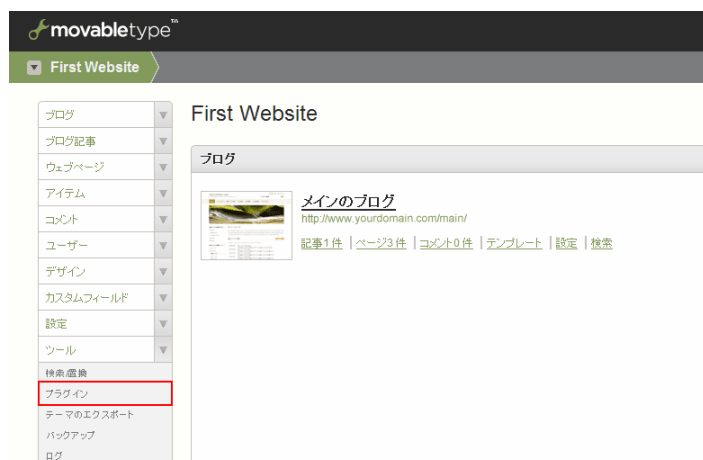 movabletype™
First Website
First Website
ブログ
ブログ記事
ウェブページ
アイテム
コメント
ユーザー
デザイン
カスタムフィールド
設定
ツール
検索/置換
プラグイン
テーマのエクスポート
バックアップ
ログ
ブログ
メインのブログ
http://www.yourdomain.com/main/
記事1件 | ページ3件 | コメント0件 | テンプレート | 設定 | 検索